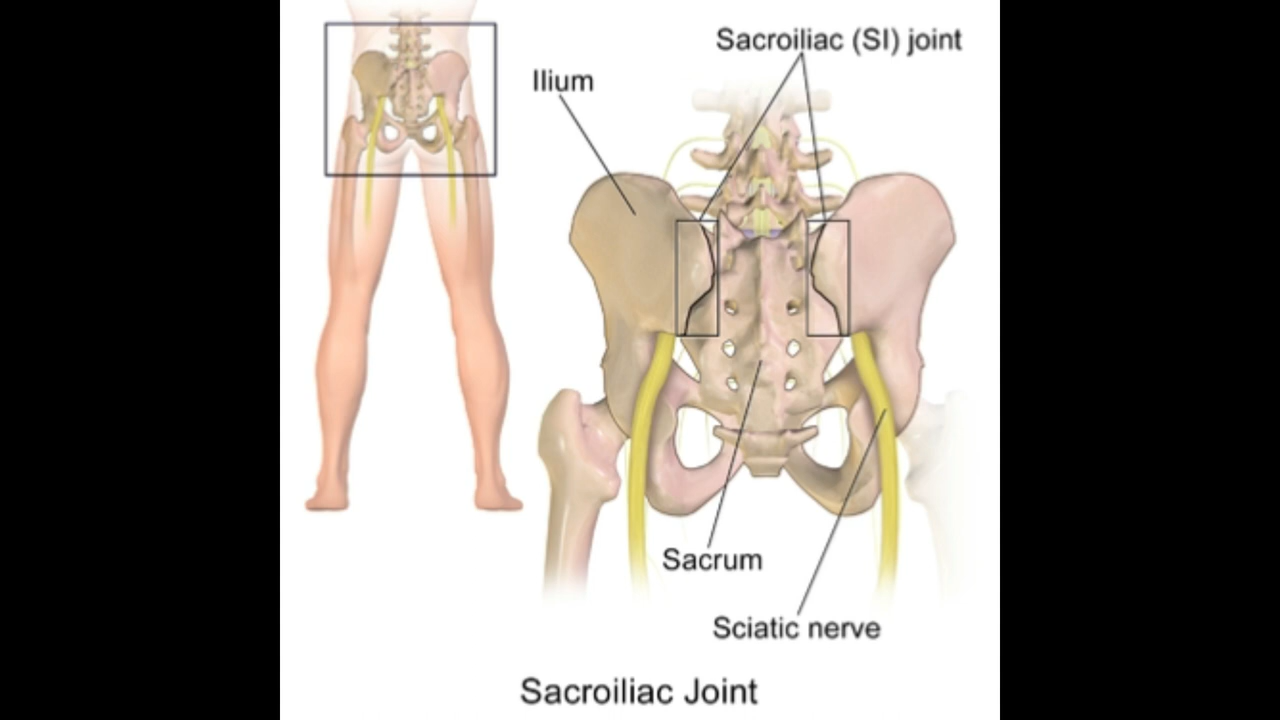 Sacroiliac (SI) joint
Ilium
Sacrum
Sciatic nerve
Sacroiliac Joint